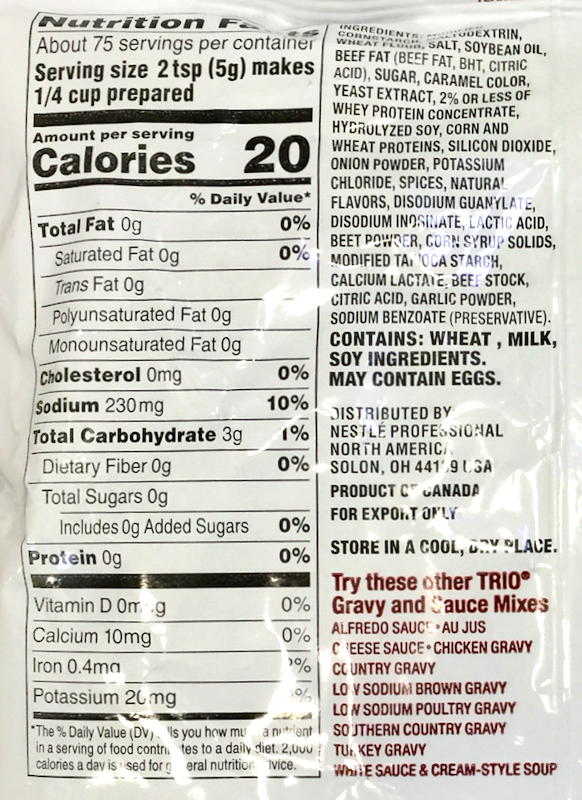 Nutrition
About 75 servings per container
Serving size 2 tsp (5g) makes
1/4 cup prepared
Amount per serving
Calories 20
% Daily Value*
Total Fat 0g 0%
Saturated Fat 0g 0%
Trans Fat 0g
Polyunsaturated Fat 0g
Monounsaturated Fat 0g
Cholesterol 0mg 0%
Sodium 230mg 10%
Total Carbohydrate 3g 1%
Dietary Fiber 0g 0%
Total Sugars 0g
Includes 0g Added Sugars 0%
Protein 0g 0%
Vitamin D 0%
Calcium 10mg 0%
Iron 0.4mg
Potassium
*The % Daily Value (DV) you how a nutrient
in a serving of food to a daily diet. 2,000
calories a day is used for nutrition
INGREDIENTS:
CORNSTARCH,
WHEAT FLOUR, SALT, SOYBEAN OIL,
BEEF FAT (BEEF FAT, BHT, CITRIC
ACID), SUGAR, CARAMEL COLOR,
YEAST EXTRACT, 2% OR LESS OF
WHEY PROTEIN CONCENTRATE,
HYDROLYZED SOY, CORN AND
WHEAT PROTEINS, SILICON DIOXIDE,
ONION POWDER, POTASSIUM
CHLORIDE, SPICES, NATURAL
FLAVORS, DISODIUM GUANYLATE,
DISODIUM INOSINATE, LACTIC ACID,
BEET POWDER, CORN SYRUP SOLIDS,
MODIFIED STARCH,
CALCIUM LACTATE, BEEF STOCK,
CITRIC ACID, GARLIC POWDER,
SODIUM BENZOATE (PRESERVATIVE).
CONTAINS: WHEAT , MILK,
SOY INGREDIENTS.
MAY CONTAIN EGGS.
DISTRIBUTED BY
NESTLÉ PROFESSIONAL
NORTH AMERICA
SOLON, OH USA
PRODUCT OF CANADA
FOR EXPORT ONLY
STORE IN A COOL, DRY PLACE.
Try these other TRIO®
Gravy and Sauce Mixes
ALFREDO SAUCE • AU JUS
CHEESE SAUCE • CHICKEN GRAVY
COUNTRY GRAVY
LOW SODIUM BROWN GRAVY
LOW SODIUM POULTRY GRAVY
SOUTHERN COUNTRY GRAVY
TURKEY GRAVY
WHITE SAUCE & CREAM-STYLE SOUP